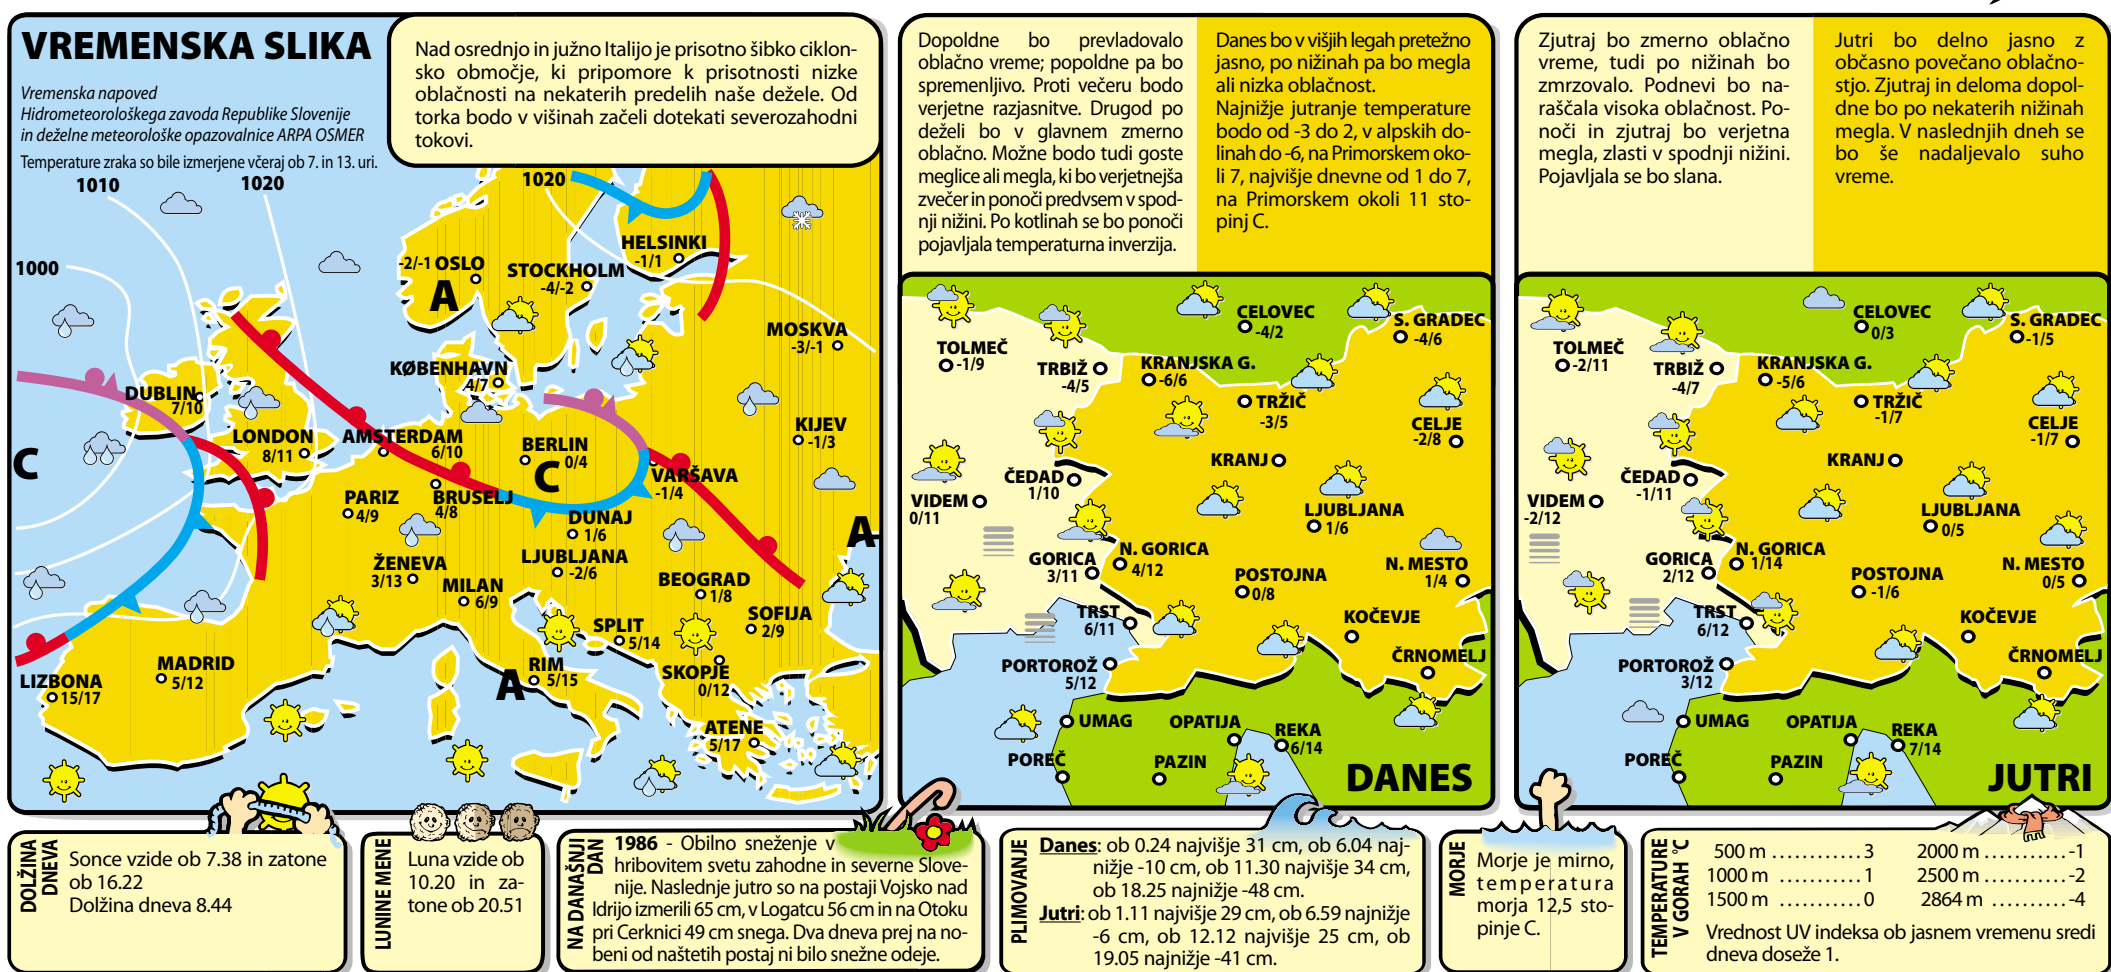 VREMENSKA SLIKA
Vremenska napoved
Hidrometeorološkega zavoda Republike Slovenije
in deželne meteorološke opazovalnice ARPA OSMER
Temperature zraka so bile izmerjene včeraj ob 7. in 13. uri.
Nad osrednjo in južno Italijo je prisotno šibko ciklon-
sko območje, ki pripomore k prisotnosti nizke
oblačnosti na nekaterih predelih naše dežele. Od
torka bodo v višinah začeli dotekati severozahodni
tokovi.
1010
1020
1020
1000
HELSINKI
-1/1
-2/-1 OSLO
STOCKHOLM
-4/-2
A
MOSKVA
-3/-1
KØBENHAVN
4/7
DUBLIN
7/10
KIJEV
-1/3
LONDON
8/11
AMSTERDAM
6/10
BERLIN
0/4
C
C
VARŠAVA
-1/4
PARIZ
4/9
BRUSELJ
4/8
DUNAJ
1/6
A
LJUBLJANA
-2/6
ŽENEVA
3/13
MILAN
6/9
BEOGRAD
1/8
SOFIJA
2/9
SPLIT
5/14
MADRID
5/12
LIZBONA
15/17
RIM
5/15
A
SKOPJE
0/12
ATENE
5/17
Dopoldne bo prevladovalo
oblačno vreme; popoldne pa bo
spremenljivo. Proti večeru bodo
verjetne razjasnitve. Drugod po
deželi bo v glavnem zmerno
oblačno. Možne bodo tudi goste
meglice ali megla, ki bo verjetnejša
zvečer in ponoči predvsem v spod-
nji nižini. Po kotlinah se bo ponoči
pojavljala temperaturna inverzija.
Danes bo v višjih legah pretežno
jasno, po nižinah pa bo megla
ali nizka oblačnost.
Najnižje jutranje temperature
bodo od -3 do 2, v alpskih do-
linah do -6, na Primorskem oko-
li 7, najvišje dnevne od 1 do 7,
na Primorskem okoli 11 sto-
pinj C.
CELOVEC
-4/2
S. GRADEC
-4/6
TOLMEČ
-1/9
TRBIŽ
-4/5
KRANJSKA G.
-6/6
TRŽIČ
-3/5
CELJE
-2/8
KRANJ
ČEDAD
1/10
VIDEM
0/11
LJUBLJANA
1/6
GORICA
3/11
N. GORICA
4/12
N. MESTO
1/4
POSTOJNA
0/8
TRST
6/11
KOČEVJE
PORTOROŽ
5/12
ČRNOMELJ
UMAG
OPATIJA
REKA
6/14
POREČ
PAZIN
DANES
Zjutraj bo zmerno oblačno
vreme, tudi po nižinah bo
zmrzovalo. Podnevi bo na-
raščala visoka oblačnost. Po-
noči in zjutraj bo verjetna
megla, zlasti v spodnji nižini.
Pojavljala se bo slana.
Jutri bo delno jasno z
občasno povečano oblačno-
stjo. Zjutraj in deloma dopol-
dne bo po nekaterih nižinah
megla. V naslednjih dneh se
bo še nadaljevalo suho
vreme.
CELOVEC
0/3
S. GRADEC
-1/5
TOLMEČ
-2/11
TRBIŽ
-4/7
KRANJSKA G.
-5/6
TRŽIČ
-1/7
CELJE
-1/7
KRANJ
ČEDAD
-1/11
VIDEM
-2/12
LJUBLJANA
0/5
GORICA
2/12
N. GORICA
1/14
N. MESTO
0/5
POSTOJNA
-1/6
TRST
6/12
KOČEVJE
PORTOROŽ
3/12
ČRNOMELJ
UMAG
OPATIJA
REKA
7/14
POREČ
PAZIN
JUTRI
DOLŽINA
DNEVA
Sonce vzide ob 7.38 in zatone
ob 16.22
Dolžina dneva 8.44
LUNINE MENE
Luna vzide ob
10.20 in za-
tone ob 20.51
NA DANAŠNJI
DAN
1986 - Obilno sneženje v
hribovitem svetu zahodne in severne Slove-
nije. Naslednje jutro so na postaji Vojsko nad
Idrijo izmerili 65 cm, v Logatcu 56 cm in na Otoku
pri Cerknici 49 cm snega. Dva dneva prej na no-
beni od naštetih postaj ni bilo snežne odeje.
PLIMOVANJE
Danes: ob 0.24 najvišje 31 cm, ob 6.04 naj-
nižje -10 cm, ob 11.30 najvišje 34 cm,
ob 18.25 najnižje -48 cm.
Jutri: ob 1.11 najvišje 29 cm, ob 6.59 najnižje
-6 cm, ob 12.12 najvišje 25 cm, ob
19.05 najnižje -41 cm.
MORJE
Morje je mirno,
temperatura
morja 12,5 sto-
pinje C.
TEMPERATURE
V GORAH °C
500 m ............ 3
1000 m ........... 1
1500 m ........... 0
2000 m ........... -1
2500 m ........... -2
2864 m .......... -4
Vrednost UV indeksa ob jasnem vremenu sredi
dneva doseže 1.